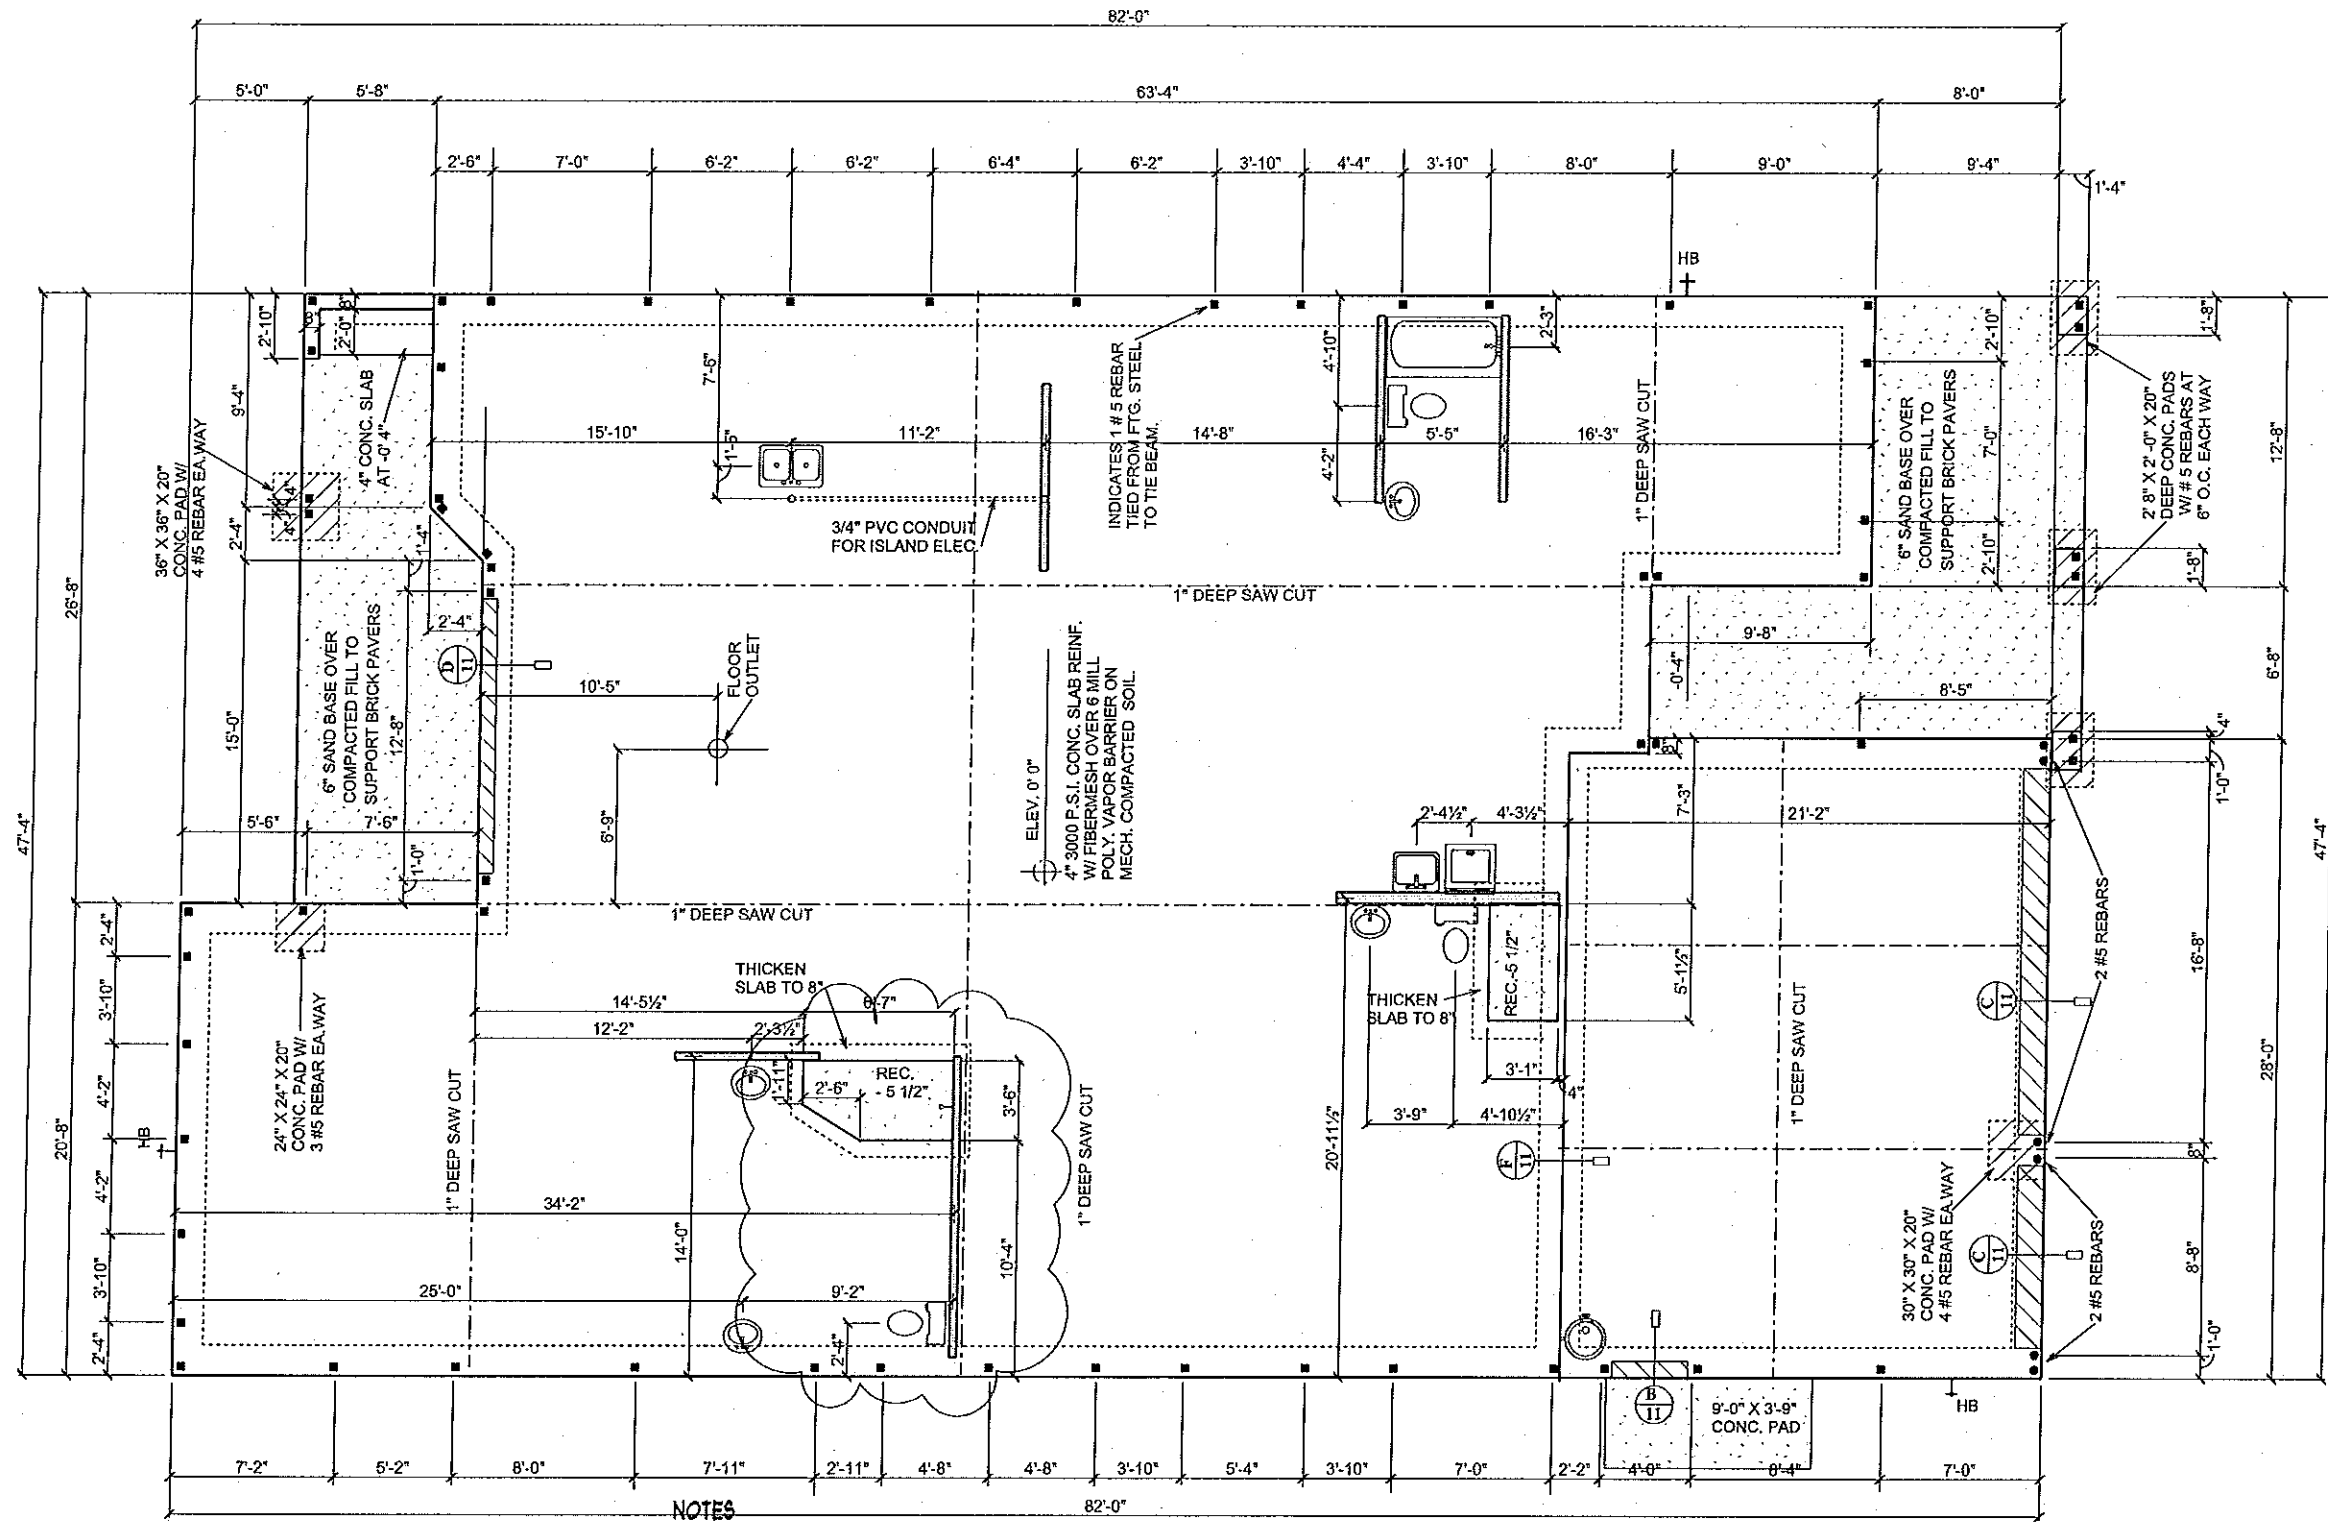 82'-0"
5'-0"
5'-8"
63'-4"
8'-0"
2'-6"
7'-0"
6'-2"
6'-2"
6'-4"
6'-2"
3'-10"
4'-4"
3'-10"
8'-0"
9'-0"
9'-4"
1'-4"
HB
2'-10"
8"
8"
2'-0"
9'-4"
4" CONC. SLAB
AT -0' 4"
36" X 36" X 20"
CONC. PAD W/
4 #5 REBAR EA.WAY
4"
4"
2'-4"
1'-4"
7'-6"
1'-5"
15'-10"
11'-2"
14'-8"
5'-5"
16'-3"
3/4" PVC CONDUIT
FOR ISLAND ELEC.
INDICATES 1 # 5 REBAR
TIED FROM FTG. STEEL
TO TIE BEAM.
4'-10"
4'-2"
2'-3"
1" DEEP SAW CUT
6" SAND BASE OVER
COMPACTED FILL TO
SUPPORT BRICK PAVERS
2'-10"
7'-0"
2'-10"
2' 8" X 2' -0" X 20"
DEEP CONC. PADS
W/ # 5 REBARS AT
6" O.C. EACH WAY
1'-8"
1'-8"
12'-8"
6'-8"
47'-4"
26'-8"
15'-0"
6" SAND BASE OVER
COMPACTED FILL TO
SUPPORT BRICK PAVERS
12'-8"
2'-4"
D
11
1'-0"
5'-6"
7'-6"
10'-5"
FLOOR
OUTLET
6'-9"
1" DEEP SAW CUT
ELEV. 0' 0"
4" 3000 P.S.I. CONC. SLAB REINF.
W/ FIBERMESH OVER 6 MILL
POLY. VAPOR BARRIER ON
MECH. COMPACTED SOIL.
9'-8"
-0'-4"
8'-5"
8"
4"
1'-0"
7'-3"
2'-4½"
4'-3½"
21'-2"
47'-4"
1" DEEP SAW CUT
2'-4"
3'-10"
4'-2"
4'-2"
3'-10"
2'-4"
20'-8"
HB
24" X 24" X 20"
CONC. PAD W/
3 #5 REBAR EA.WAY
THICKEN
SLAB TO 8"
14'-5½"
6'-7"
12'-2"
2'-3½"
1'-11"
2'-6"
REC.
- 5 1/2"
3'-6"
1" DEEP SAW CUT
1" DEEP SAW CUT
34'-2"
14'-0"
10'-4"
25'-0"
9'-2"
2'-4"
THICKEN
SLAB TO 8"
REC.-5 1/2"
5'-1½"
3'-1"
4"
3'-9"
4'-10½"
20'-11½"
F
11
1" DEEP SAW CUT
C
11
C
11
2 #5 REBARS
16'-8"
8"
28'-0"
30" X 30" X 20"
CONC. PAD W/
4 #5 REBAR EA.WAY
2 #5 REBARS
8'-8"
1'-0"
B
11
9'-0" X 3'-9"
CONC. PAD
HB
7'-2"
5'-2"
8'-0"
7'-11"
2'-11"
4'-8"
4'-8"
3'-10"
5'-4"
3'-10"
7'-0"
2'-2"
4'-0"
8'-4"
7'-0"
NOTES
82'-0"